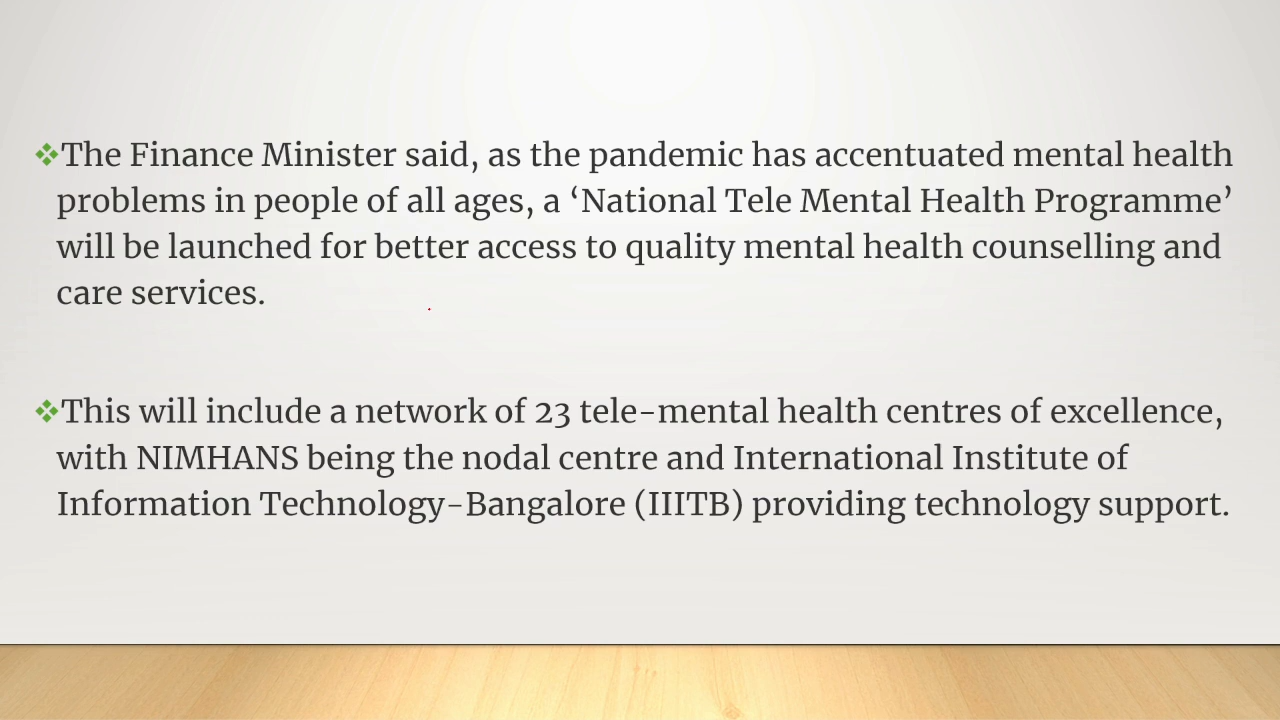 ❖The Finance Minister said, as the pandemic has accentuated mental health
problems in people of all ages, a ‘National Tele Mental Health Programme’
will be launched for better access to quality mental health counselling and
care services.
❖This will include a network of 23 tele-mental health centres of excellence,
with NIMHANS being the nodal centre and International Institute of
Information Technology-Bangalore (IIITB) providing technology support.